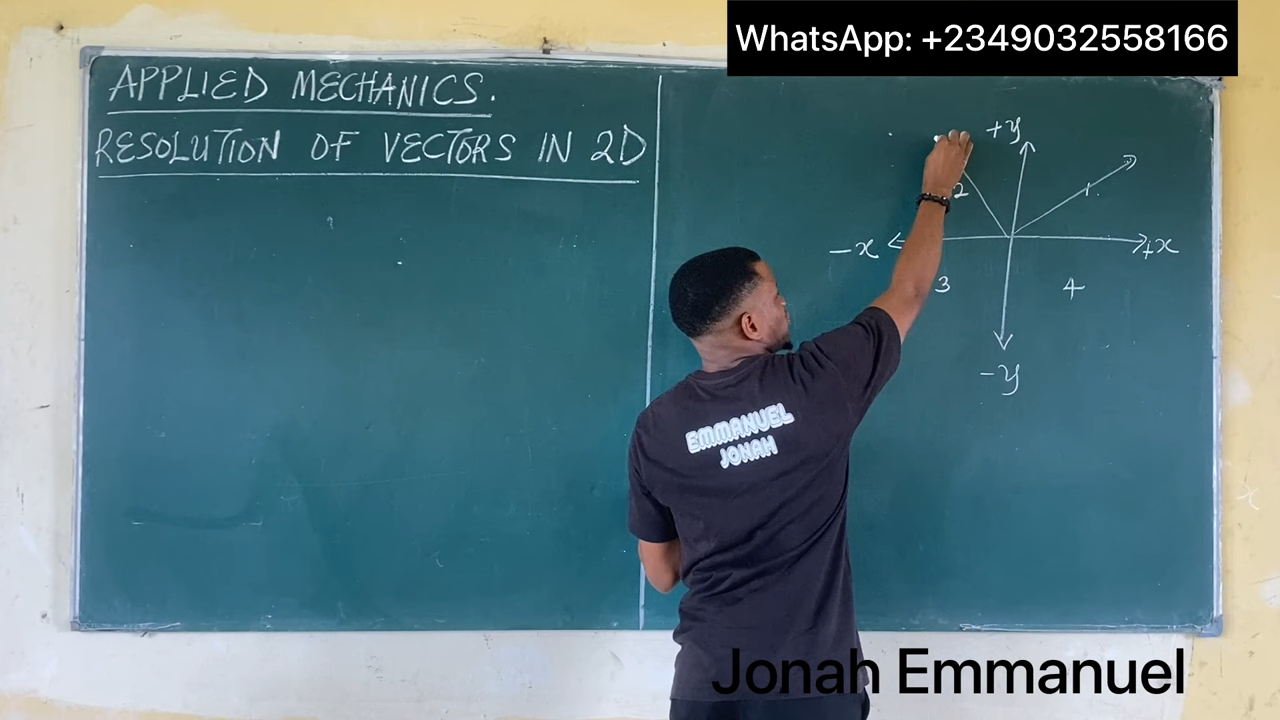 WhatsApp: +2349032558166
APPLIED MECHANICS.
RESOLUTION OF VECTORS IN 2D
+y
2
1
-x
+x
3
4
-y
EMMANUEL
JONAH
Jonah Emmanuel